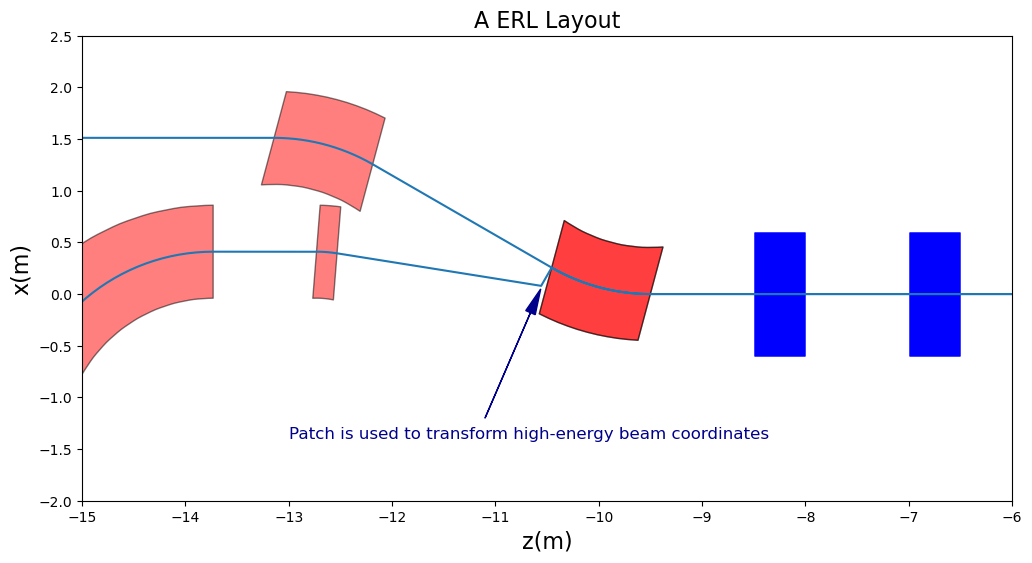 A ERL Layout
2.5
2.0
1.5
1.0
0.5
0.0
−0.5
−1.0
−1.5
−2.0
x(m)
Patch is used to transform high-energy beam coordinates
−15 −14 −13 −12 −11 −10 −9 −8 −7 −6
z(m)